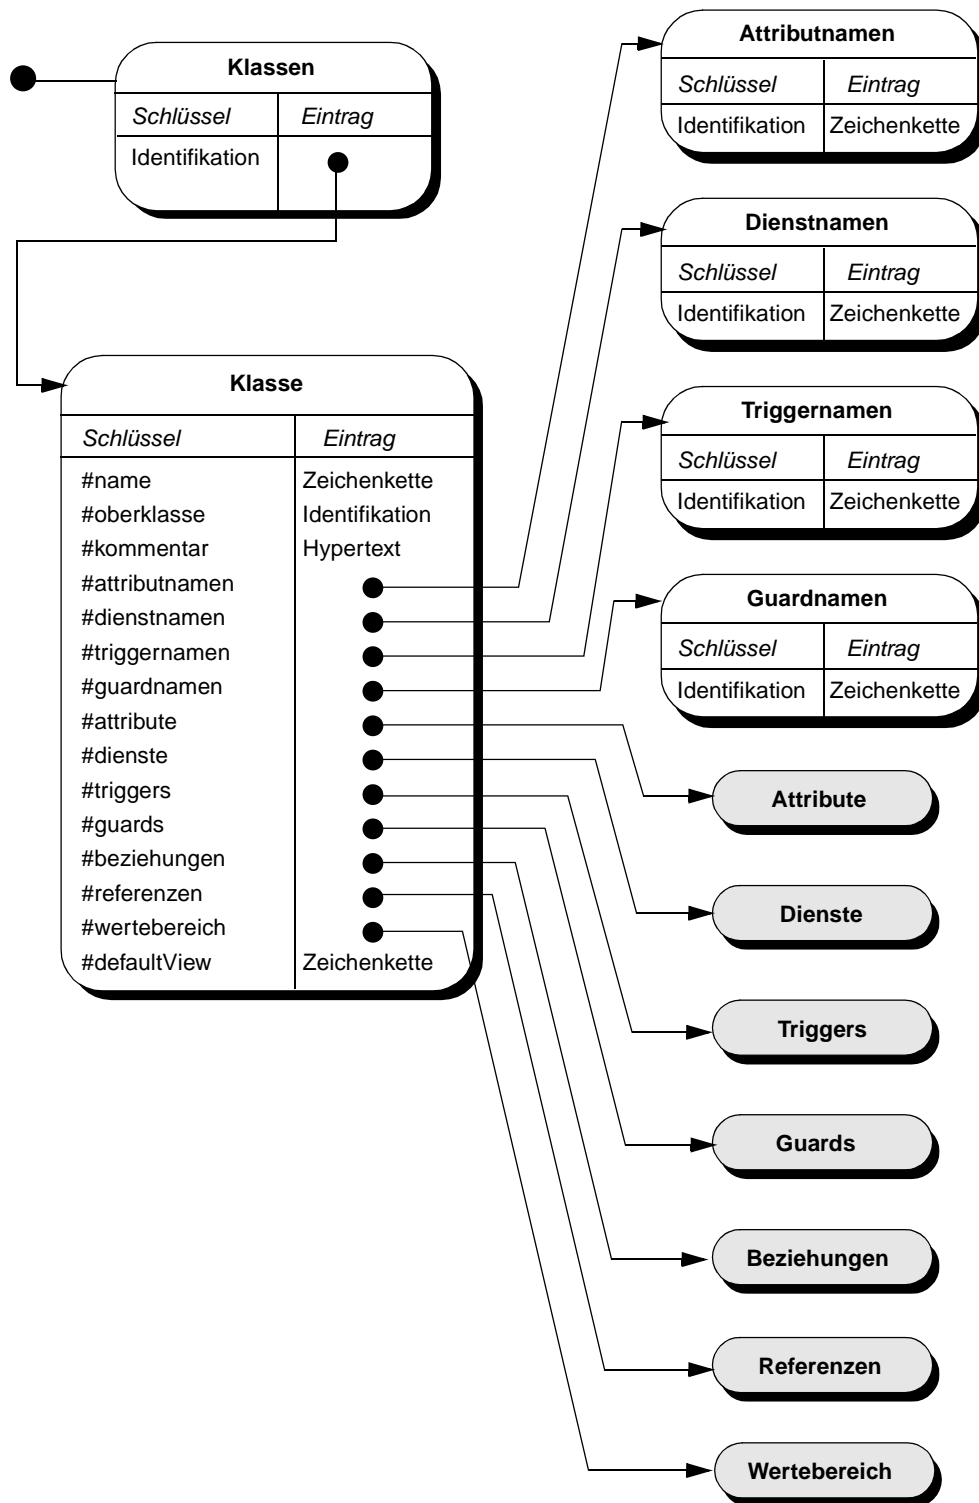 Klassen
Schlüssel Eintrag
Identifikation
Klasse
Schlüssel Eintrag
#name Zeichenkette
#oberklasse Identifikation
#kommentar Hypertext
#attributnamen
#dienstnamen
#triggernamen
#guardnamen
#attribute
#dienste
#triggers
#guards
#beziehungen
#referenzen
#wertebereich
#defaultView Zeichenkette
Attributnamen
Schlüssel Eintrag
Identifikation Zeichenkette
Dienstnamen
Schlüssel Eintrag
Identifikation Zeichenkette
Triggernamen
Schlüssel Eintrag
Identifikation Zeichenkette
Guardnamen
Schlüssel Eintrag
Identifikation Zeichenkette
Attribute
Dienste
Triggers
Guards
Beziehungen
Referenzen
Wertebereich